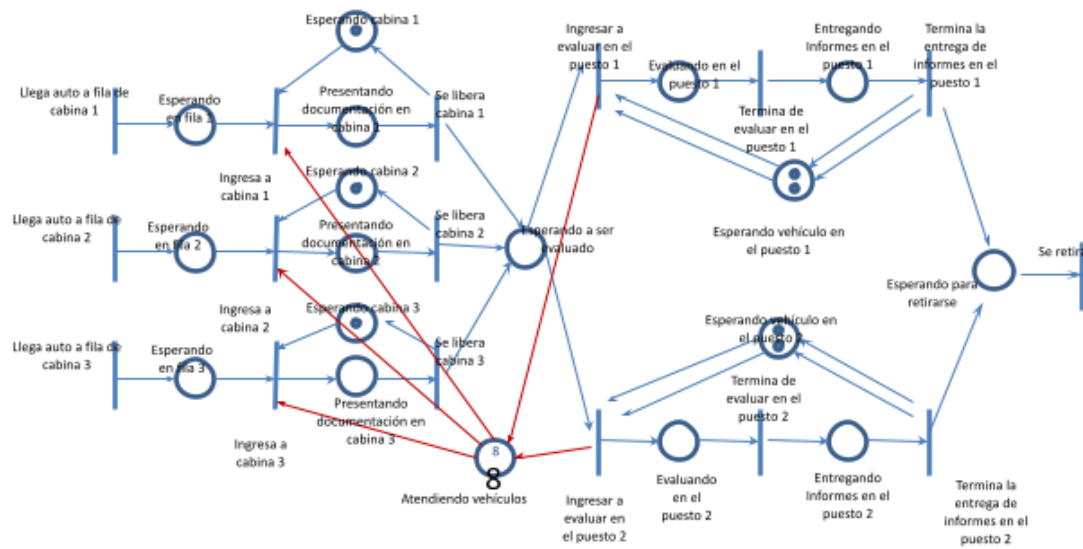 Esperando cabina 1
Llega auto a fila de
cabina 1
Esperando
en fila 1
Presentando
documentación en
cabina 1
Se libera
cabina 1
Ingresa a
cabina 1
Ingresar a
evaluar en el
puesto 1
Evaluando en el
puesto 1
Entregando
Informes en el
puesto 1
Termina la
entrega de
informes en el
puesto 1
Termina de
evaluar en el
puesto 1
Esperando vehículo en
el puesto 1
Esperando cabina 2
Llega auto a fila de
cabina 2
Esperando
en fila 2
Presentando
documentación en
cabina 2
Se libera
cabina 2
Ingresa a
cabina 2
Esperando a ser
evaluado
Esperando para
retirarse
Se retira
Esperando cabina 3
Llega auto a fila de
cabina 3
Esperando
en fila 3
Se libera
cabina 3
Presentando
documentación en
cabina 3
Ingresa a
cabina 3
8
8
Atendiendo vehículos
Esperando vehículo en
el puesto 2
Termina de
evaluar en el
puesto 2
Ingresar a
evaluar en
el puesto 2
Evaluando
en el
puesto 2
Entregando
Informes en el
puesto 2
Termina la
entrega de
informes en el
puesto 2